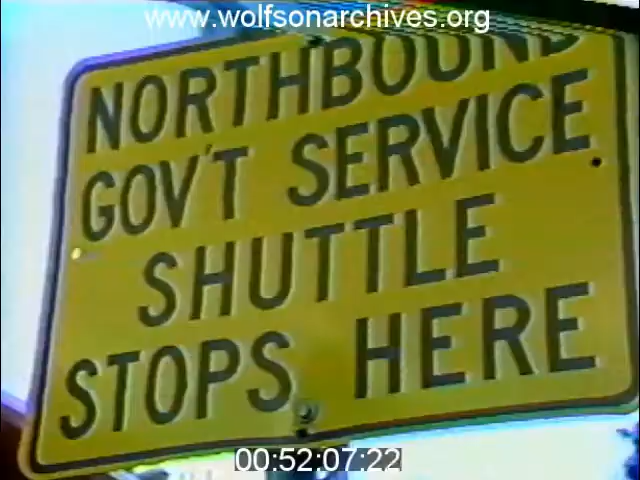 www.wolfsonarchives.org
NORTHBOUND
GOV'T SERVICE
SHUTTLE
STOPS HERE
00:52:07:22